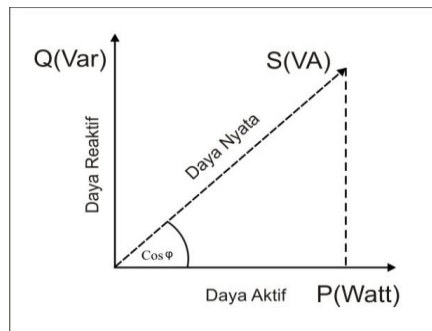 Q(Var)
S(VA)
Daya Reaktif
Daya Nyata
Cos φ
Daya Aktif
P(Watt)